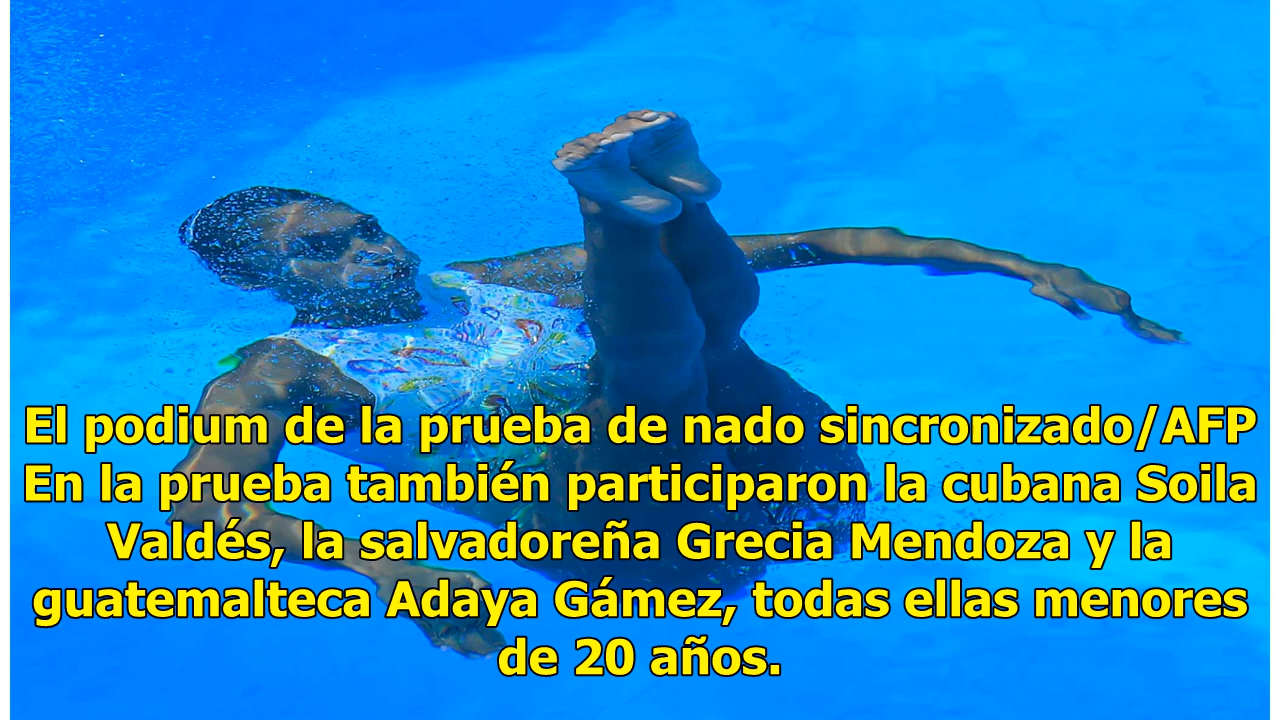 El podium de la prueba de nado sincronizado/AFP
En la prueba también participaron la cubana Soila
Valdés, la salvadoreña Grecia Mendoza y la
guatemalteca Adaya Gámez, todas ellas menores
de 20 años.